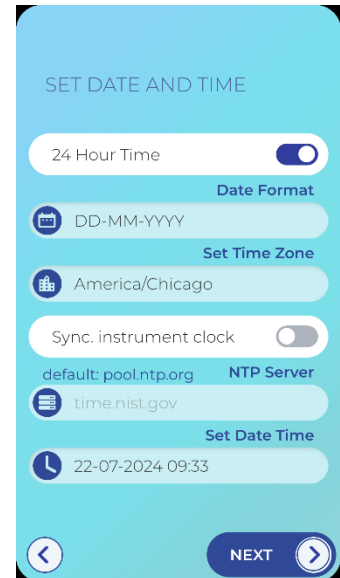 SET DATE AND TIME
24 Hour Time
Date Format
DD-MM-YYYY
Set Time Zone
America/Chicago
Sync. instrument clock
default: pool.ntp.org NTP Server
time.nist.gov
Set Date Time
22-07-2024 09:33
NEXT